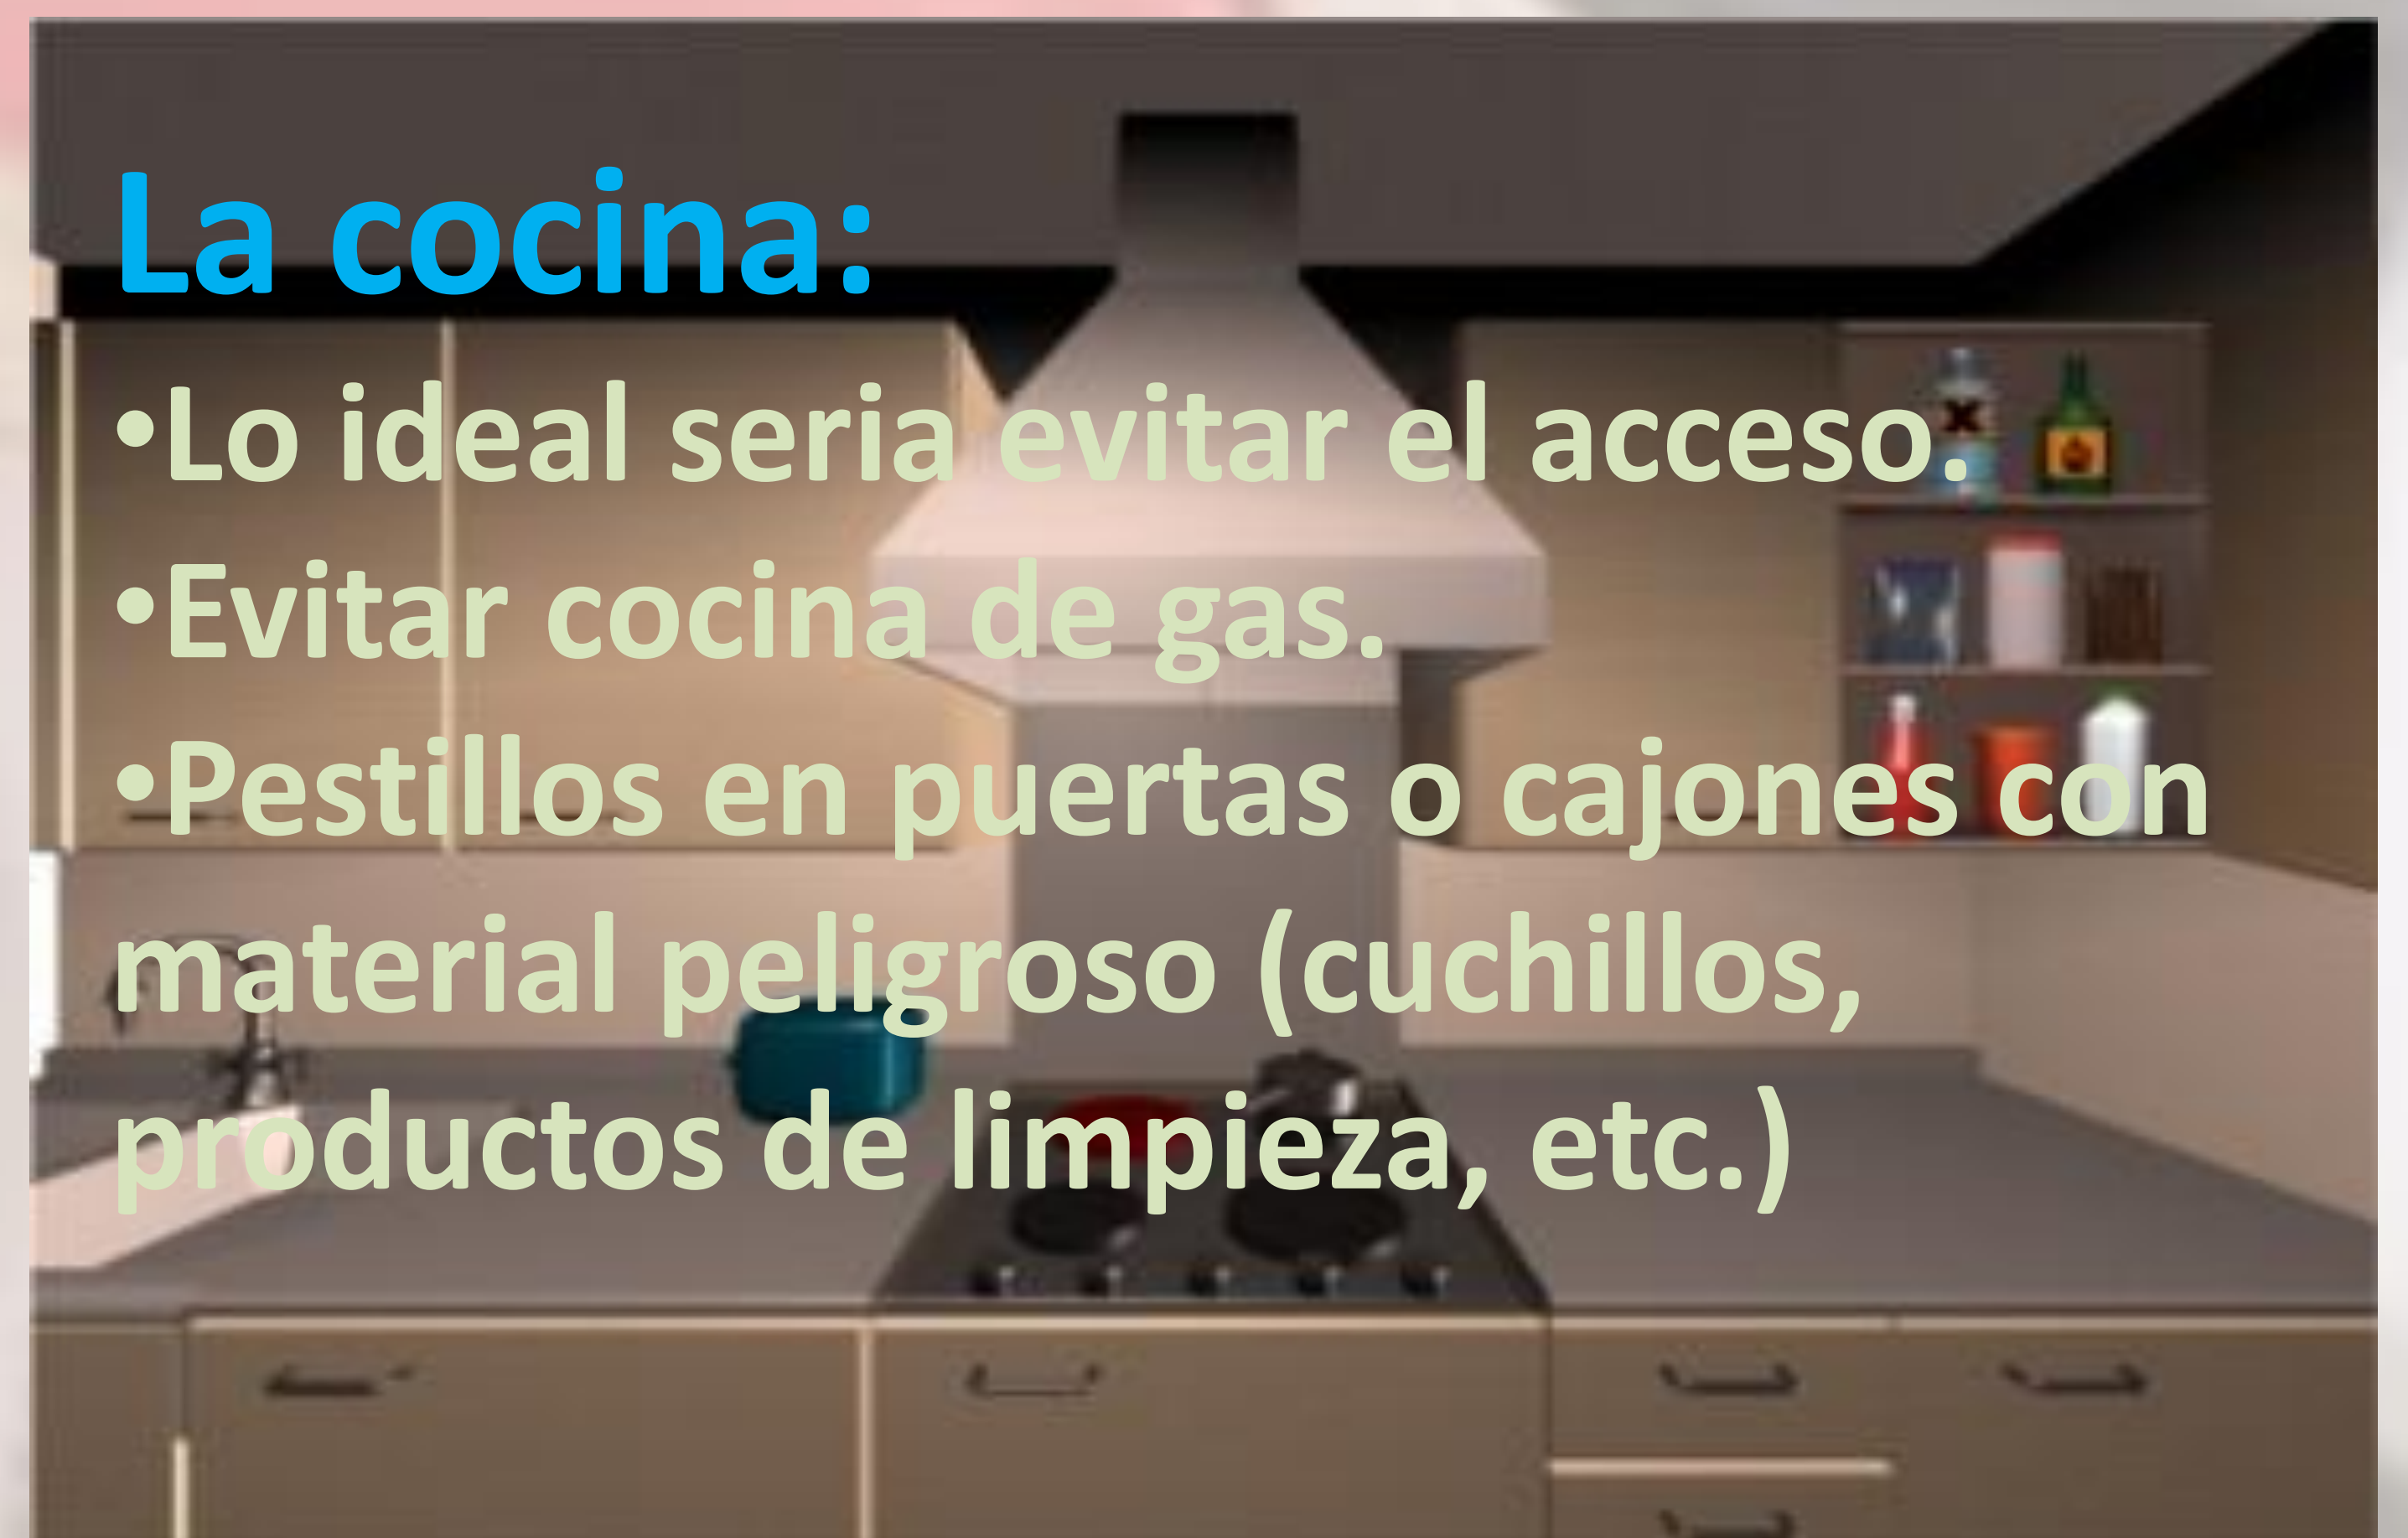 La cocina:
•Lo ideal seria evitar el acceso.
•Evitar cocina de gas.
•Pestillos en puertas o cajones con
material peligroso (cuchillos,
productos de limpieza, etc.)